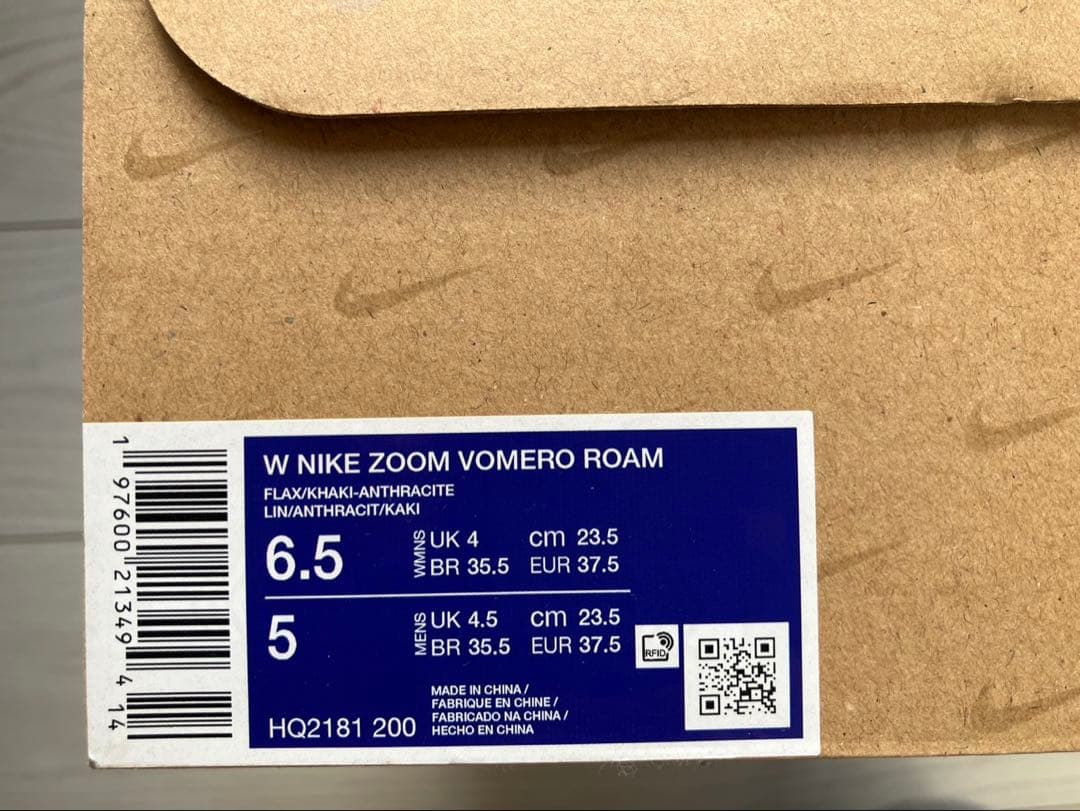 W NIKE ZOOM VOMERO ROAM
FLAX/KHAKI-ANTHRACITE
LIN/ANTHRACIT/KAKI
6.5 WMNS UK 4 cm 23.5
BR 35.5 EUR 37.5
5 MENS UK 4.5 cm 23.5
BR 35.5 EUR 37.5
RFID
MADE IN CHINA /
FABRIQUE EN CHINE /
FABRICADO NA CHINA /
HECHO EN CHINA
HQ2181 200
1 97600 21349 4 14